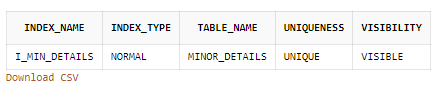 INDEX_NAME INDEX_TYPE TABLE_NAME UNIQUENESS VISIBILITY
I_MIN_DETAILS NORMAL MINOR_DETAILS UNIQUE VISIBLE
Download CSV